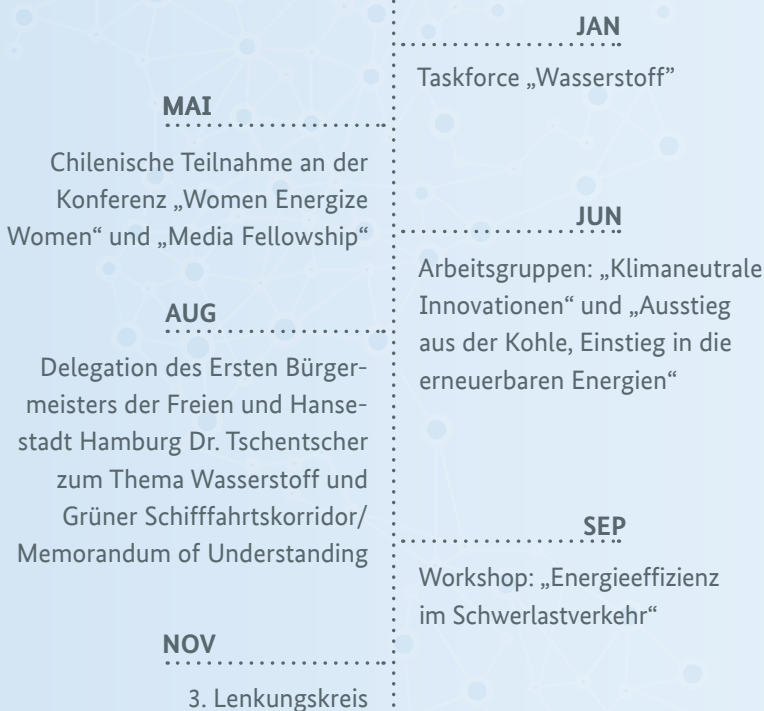 JAN
Taskforce „Wasserstoff”
MAI
Chilenische Teilnahme an der
Konferenz „Women Energize
Women“ und „Media Fellowship“
JUN
Arbeitsgruppen: „Klimaneutrale
Innovationen“ und „Ausstieg
aus der Kohle, Einstieg in die
erneuerbaren Energien“
AUG
Delegation des Ersten Bürger-
meisters der Freien und Hanse-
stadt Hamburg Dr. Tschentscher
zum Thema Wasserstoff und
Grüner Schifffahrtskorridor/
Memorandum of Understanding
SEP
Workshop: „Energieeffizienz
im Schwerlastverkehr“
NOV
3. Lenkungskreis